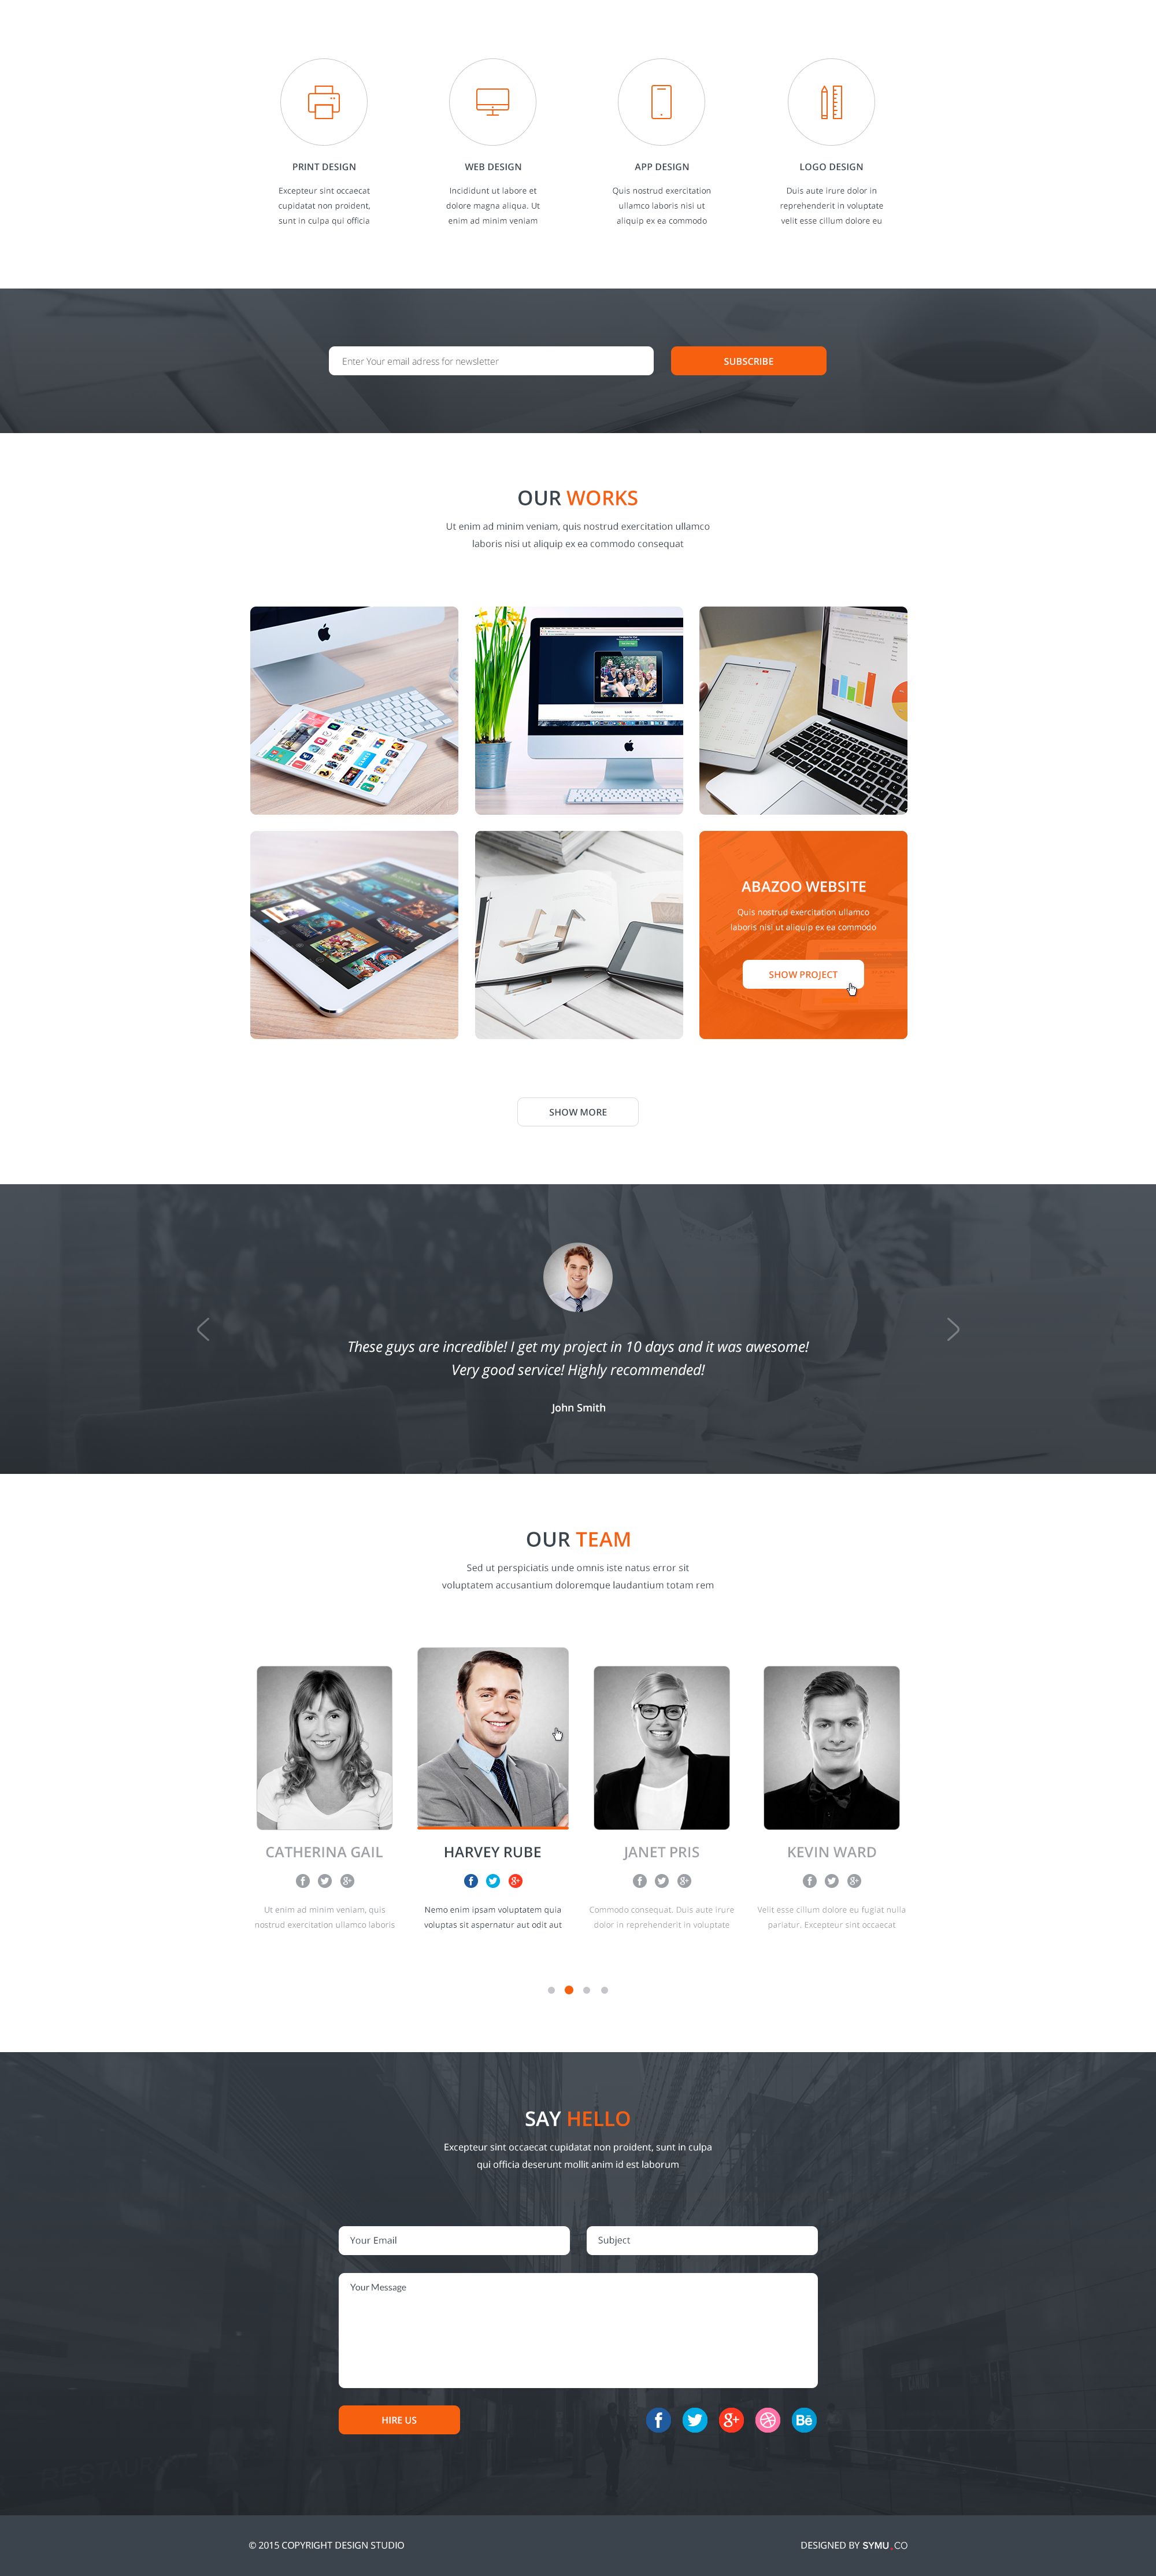 PRINT DESIGN
Excepteur sint occaecat
cupidatat non proident,
sunt in culpa qui officia
WEB DESIGN
Incididunt ut labore et
dolore magna aliqua. Ut
enim ad minim veniam
APP DESIGN
Quis nostrud exercitation
ullamco laboris nisi ut
aliquip ex ea commodo
LOGO DESIGN
Duis aute irure dolor in
reprehenderit in voluptate
velit esse cillum dolore eu
Enter Your email adress for newsletter
SUBSCRIBE
OUR WORKS
Ut enim ad minim veniam, quis nostrud exercitation ullamco
laboris nisi ut aliquip ex ea commodo consequat
ABAZOO WEBSITE
Quis nostrud exercitation ullamco
laboris nisi ut aliquip ex ea commodo
SHOW PROJECT
SHOW MORE
These guys are incredible! I get my project in 10 days and it was awesome!
Very good service! Highly recommended!
John Smith
OUR TEAM
Sed ut perspiciatis unde omnis iste natus error sit
voluptatem accusantium doloremque laudantium totam rem
CATHERINA GAIL
Ut enim ad minim veniam, quis
nostrud exercitation ullamco laboris
HARVEY RUBE
Nemo enim ipsam voluptatem quia
voluptas sit aspernatur aut odit aut
JANET PRIS
Commodo consequat. Duis aute irure
dolor in reprehenderit in voluptate
KEVIN WARD
Velit esse cillum dolore eu fugiat nulla
pariatur. Excepteur sint occaecat
SAY HELLO
Excepteur sint occaecat cupidatat non proident, sunt in culpa
qui officia deserunt mollit anim id est laborum
Your Email
Subject
Your Message
HIRE US
© 2015 COPYRIGHT DESIGN STUDIO
DESIGNED BY SYMU.CO